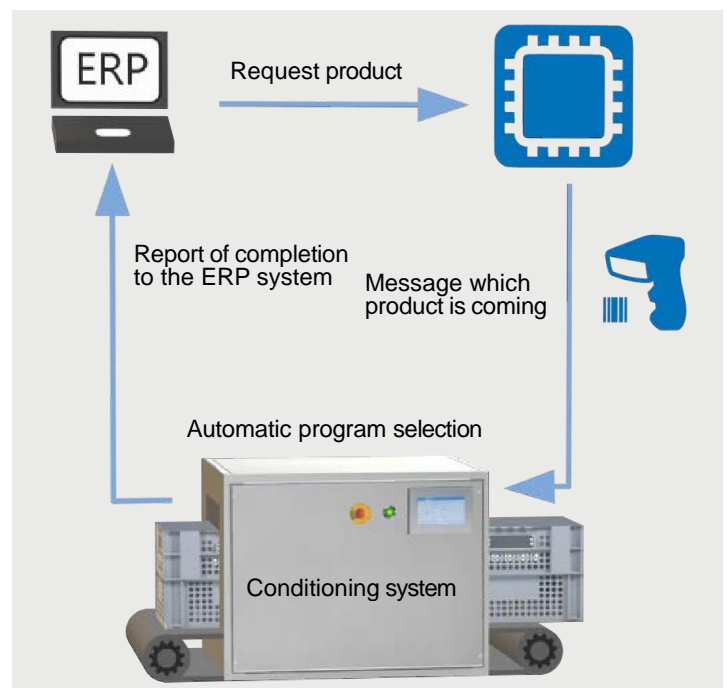 ERP
Request product
Report of completion
to the ERP system
Message which
product is coming
Automatic program selection
Conditioning system